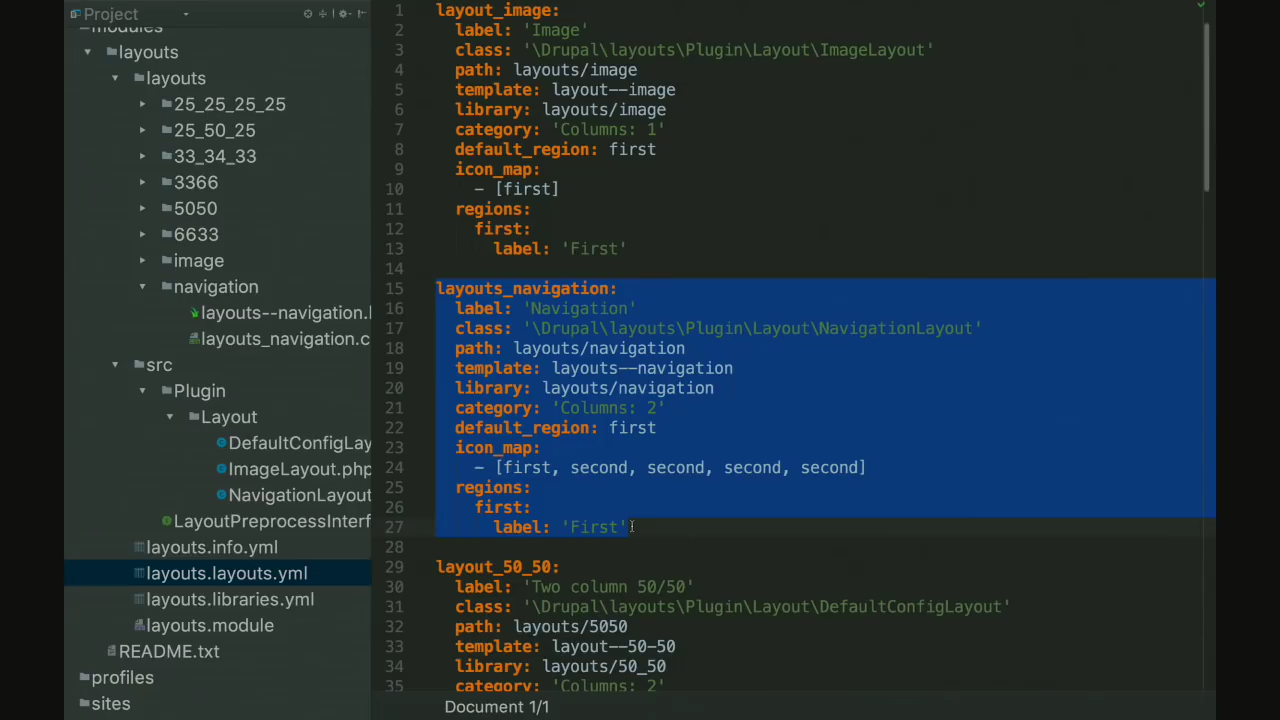 Project
modules
layouts
layouts
25_25_25_25
25_50_25
33_34_33
3366
5050
6633
image
navigation
layouts--navigation.
layouts_navigation.c
src
Plugin
Layout
DefaultConfigLay
ImageLayout.php
NavigationLayout
LayoutPreprocessInterf
layouts.info.yml
layouts.layouts.yml
layouts.libraries.yml
layouts.module
README.txt
profiles
sites
1 layout_image:
2 label: 'Image'
3 class: '\Drupal\layouts\Plugin\Layout\ImageLayout'
4 path: layouts/image
5 template: layout--image
6 library: layouts/image
7 category: 'Columns: 1'
8 default_region: first
9 icon_map:
10 - [first]
11 regions:
12 first:
13 label: 'First'
14
15 layouts_navigation:
16 label: 'Navigation'
17 class: '\Drupal\layouts\Plugin\Layout\NavigationLayout'
18 path: layouts/navigation
19 template: layouts--navigation
20 library: layouts/navigation
21 category: 'Columns: 2'
22 default_region: first
23 icon_map:
24 - [first, second, second, second, second]
25 regions:
26 first:
27 label: 'First'
28
29 layout_50_50:
30 label: 'Two column 50/50'
31 class: '\Drupal\layouts\Plugin\Layout\DefaultConfigLayout'
32 path: layouts/5050
33 template: layout--50-50
34 library: layouts/50_50
35 category: 'Columns: 2'
Document 1/1